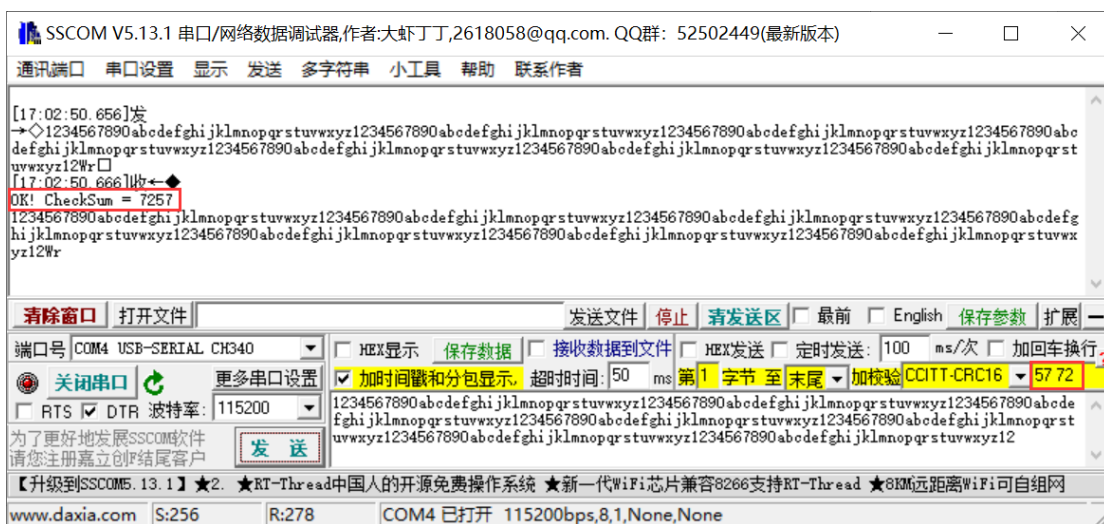 SSCOM V5.13.1 串口/网络数据调试器,作者:大虾丁丁,2618058@qq.com. QQ群: 52502449(最新版本)
通讯端口 串口设置 显示 发送 多字符串 小工具 帮助 联系作者
[17:02:50.656]发
→◇1234567890abcdefghijklmnopqrstuvwxyz1234567890abcdefghijklmnopqrstuvwxyz1234567890abcdefghijklmnopqrstuvwxyz1234567890abc
defghijklmnopqrstuvwxyz1234567890abcdefghijklmnopqrstuvwxyz1234567890abcdefghijklmnopqrstuvwxyz1234567890abcdefghijklmnopqrst
uvwxyz12Wr□
[17:02:50.666]收←◆
OK! CheckSum = 7257
1234567890abcdefghijklmnopqrstuvwxyz1234567890abcdefghijklmnopqrstuvwxyz1234567890abcdefghijklmnopqrstuvwxyz1234567890abcdefg
hijklmnopqrstuvwxyz1234567890abcdefghijklmnopqrstuvwxyz1234567890abcdefghijklmnopqrstuvwxyz1234567890abcdefghijklmnopqrstuvwx
yz12Wr
清除窗口 打开文件 发送文件 停止 清发送区 最前 English 保存参数 扩展 —
端口号 COM4 USB-SERIAL CH340 HEX显示 保存数据 接收数据到文件 HEX发送 定时发送: 100 ms/次 加回车换行
关闭串口 更多串口设置 加时间戳和分包显示, 超时时间: 50 ms 第1 字节 至 末尾 加校验 CCITT-CRC16 57 72
RTS DTR 波特率: 115200
1234567890abcdefghijklmnopqrstuvwxyz1234567890abcdefghijklmnopqrstuvwxyz1234567890abcdefghijklmnopqrstuvwxyz1234567890abcde
fghijklmnopqrstuvwxyz1234567890abcdefghijklmnopqrstuvwxyz1234567890abcdefghijklmnopqrstuvwxyz1234567890abcdefghijklmnopqrst
uvwxyz1234567890abcdefghijklmnopqrstuvwxyz1234567890abcdefghijklmnopqrstuvwxyz12
为了更好地发展SSCOM软件
请您注册嘉立创F结尾客户
发 送
【升级到SSCOM5.13.1】★2. ★RT-Thread中国人的开源免费操作系统 ★新一代WiFi芯片兼容8266支持RT-Thread ★8KM远距离WiFi可自组网
www.daxia.com S:256 R:278 COM4 已打开 115200bps,8,1,None,None